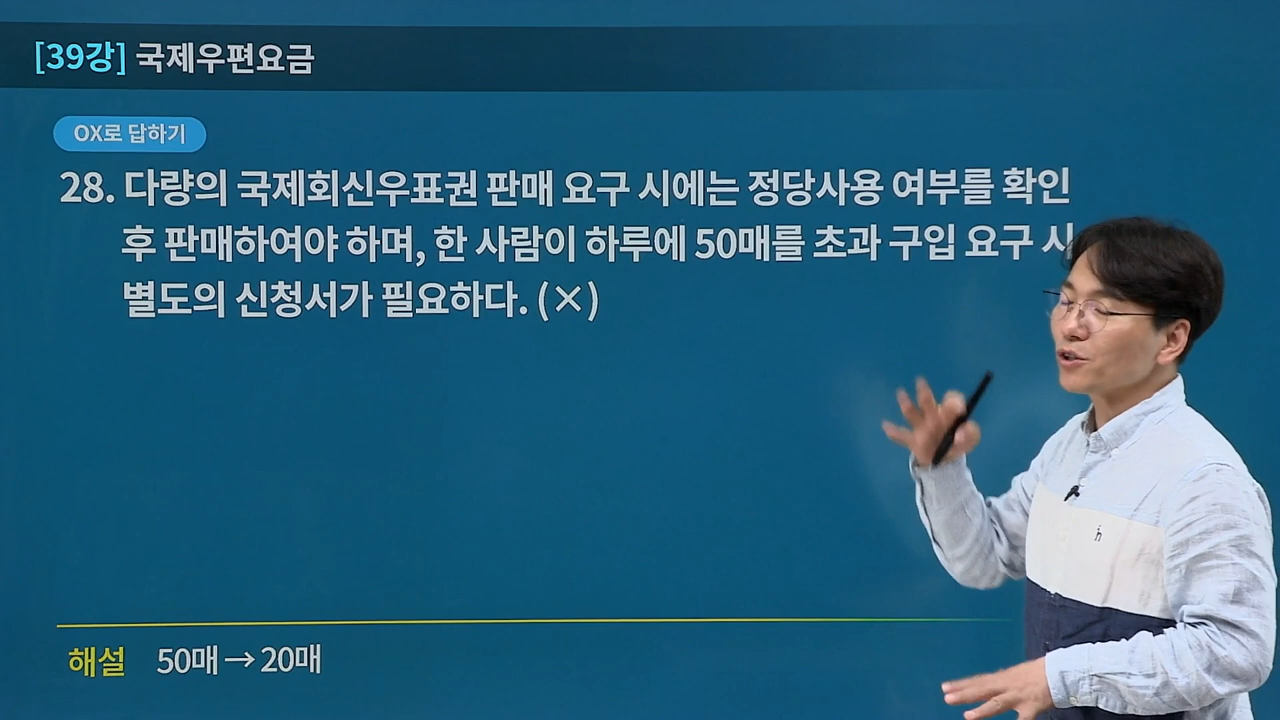 [39강] 국제우편요금
OX로 답하기
28. 다량의 국제회신우표권 판매 요구 시에는 정당사용 여부를 확인
후 판매하여야 하며, 한 사람이 하루에 50매를 초과 구입 요구 시
별도의 신청서가 필요하다. (×)
해설 50매 → 20매